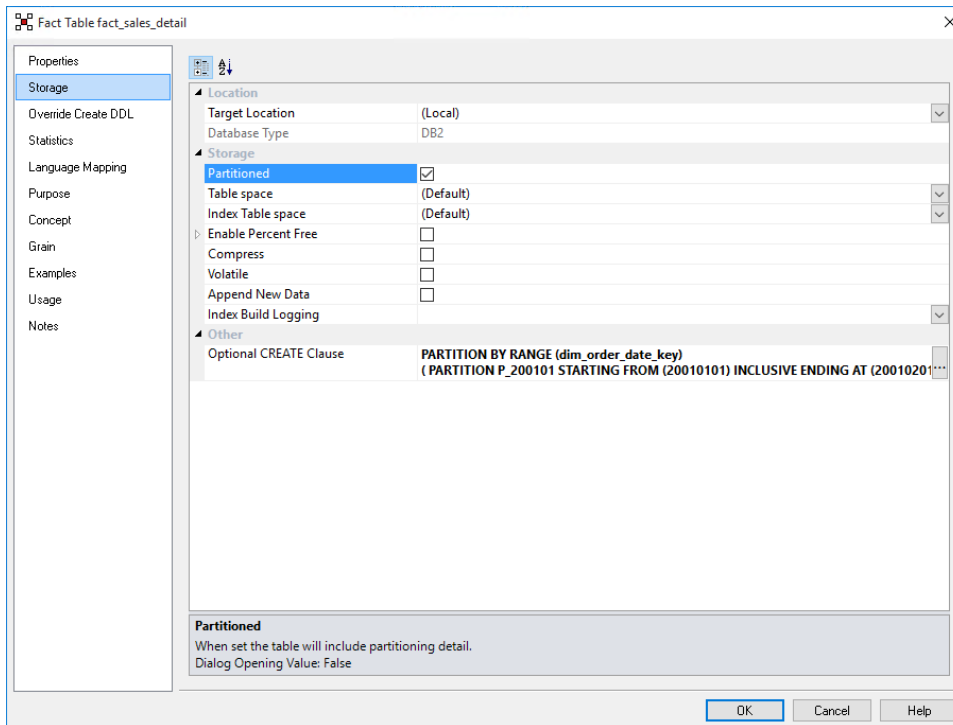 Fact Table fact_sales_detail
Properties
Storage
Override Create DDL
Statistics
Language Mapping
Purpose
Concept
Grain
Examples
Usage
Notes
Location
Target Location (Local)
Database Type DB2
Storage
Partitioned
Table space (Default)
Index Table space (Default)
Enable Percent Free
Compress
Volatile
Append New Data
Index Build Logging
Other
Optional CREATE Clause PARTITION BY RANGE (dim_order_date_key)
( PARTITION P_200101 STARTING FROM (20010101) INCLUSIVE ENDING AT (20010201 ...
Partitioned
When set the table will include partitioning detail.
Dialog Opening Value: False
OK Cancel Help